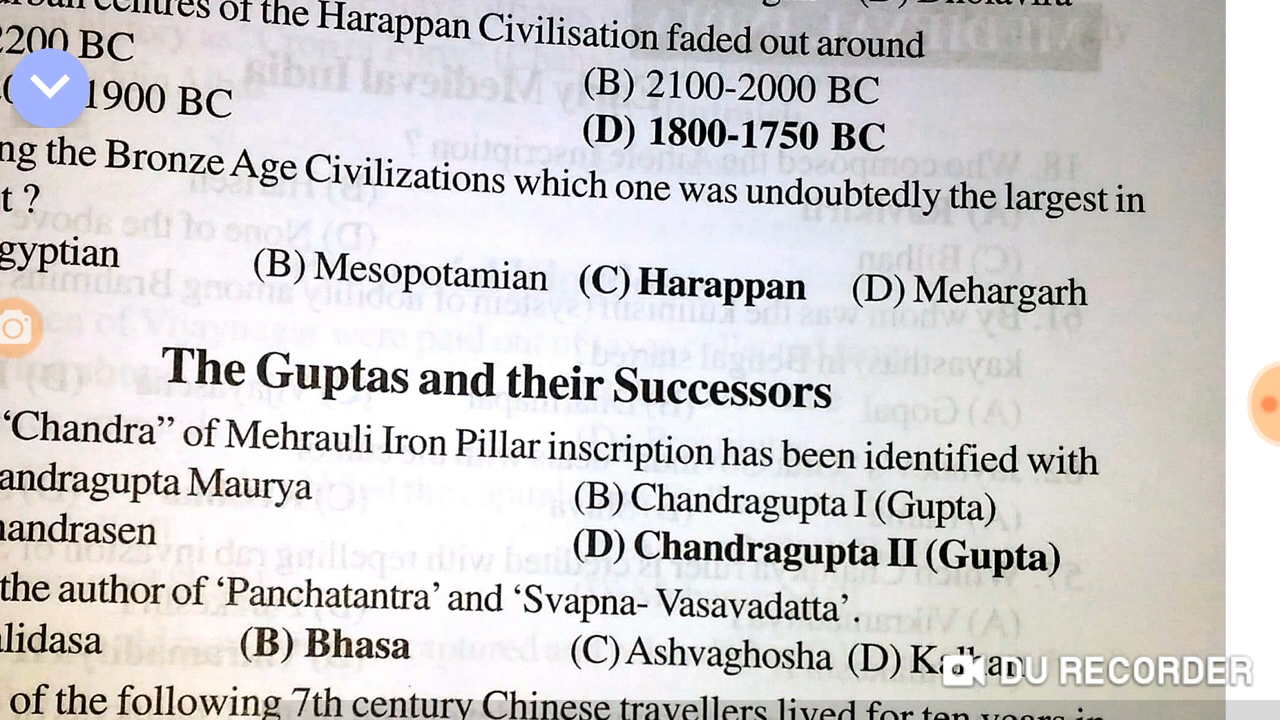 centres of the Harappan Civilisation faded out around
2200 BC
(B) 2100-2000 BC
1900 BC
(D) 1800-1750 BC
the Bronze Age Civilizations which one was undoubtedly the largest in
t ?
gyptian (B) Mesopotamian (C) Harappan (D) Mehargarh
The Guptas and their Successors
“Chandra” of Mehrauli Iron Pillar inscription has been identified with
andragupta Maurya (B) Chandragupta I (Gupta)
handrasen (D) Chandragupta II (Gupta)
the author of ‘Panchatantra’ and ‘Svapna- Vasavadatta’.
alidasa (B) Bhasa (C) Ashvaghosha (D)
DU RECORDER
of the following 7th century Chinese travellers lived for ten years in